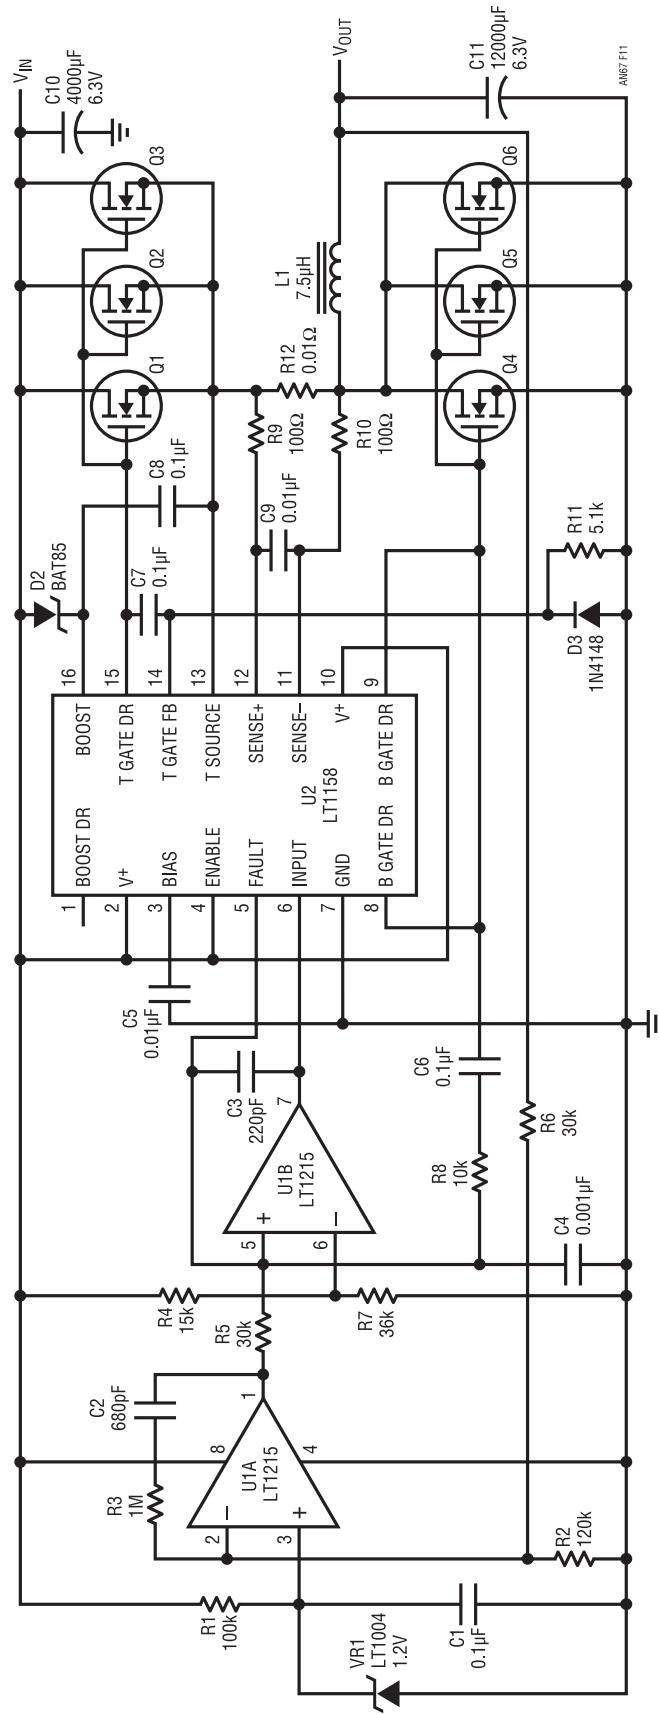 VIN
C10
4000µF
6.3V
VOUT
C11
12000µF
6.3V
AN67 F11
Q3
Q2
Q1
Q6
Q5
Q4
L1
7.5µH
R12
0.01Ω
R9
100Ω
R10
100Ω
C8
0.1µF
C9
0.01µF
D2
BAT85
C7
0.1µF
R11
5.1k
D3
1N4148
16
15
14
13
12
11
10
9
BOOST
T GATE DR
T GATE FB
T SOURCE
SENSE+
SENSE–
V+
B GATE DR
U2
LT1158
BOOST DR
V+
BIAS
ENABLE
FAULT
INPUT
GND
B GATE DR
1
2
3
4
5
6
7
8
C5
0.01µF
C3
220pF
7
U1B
LT1215
+
–
5
6
C6
0.1µF
R8
10k
R6
30k
C4
0.001µF
R4
15k
R5
30k
R7
36k
C2
680pF
1
8
4
U1A
LT1215
–
+
2
3
R3
1M
R2
120k
R1
100k
C1
0.1µF
VR1
LT1004
1.2V